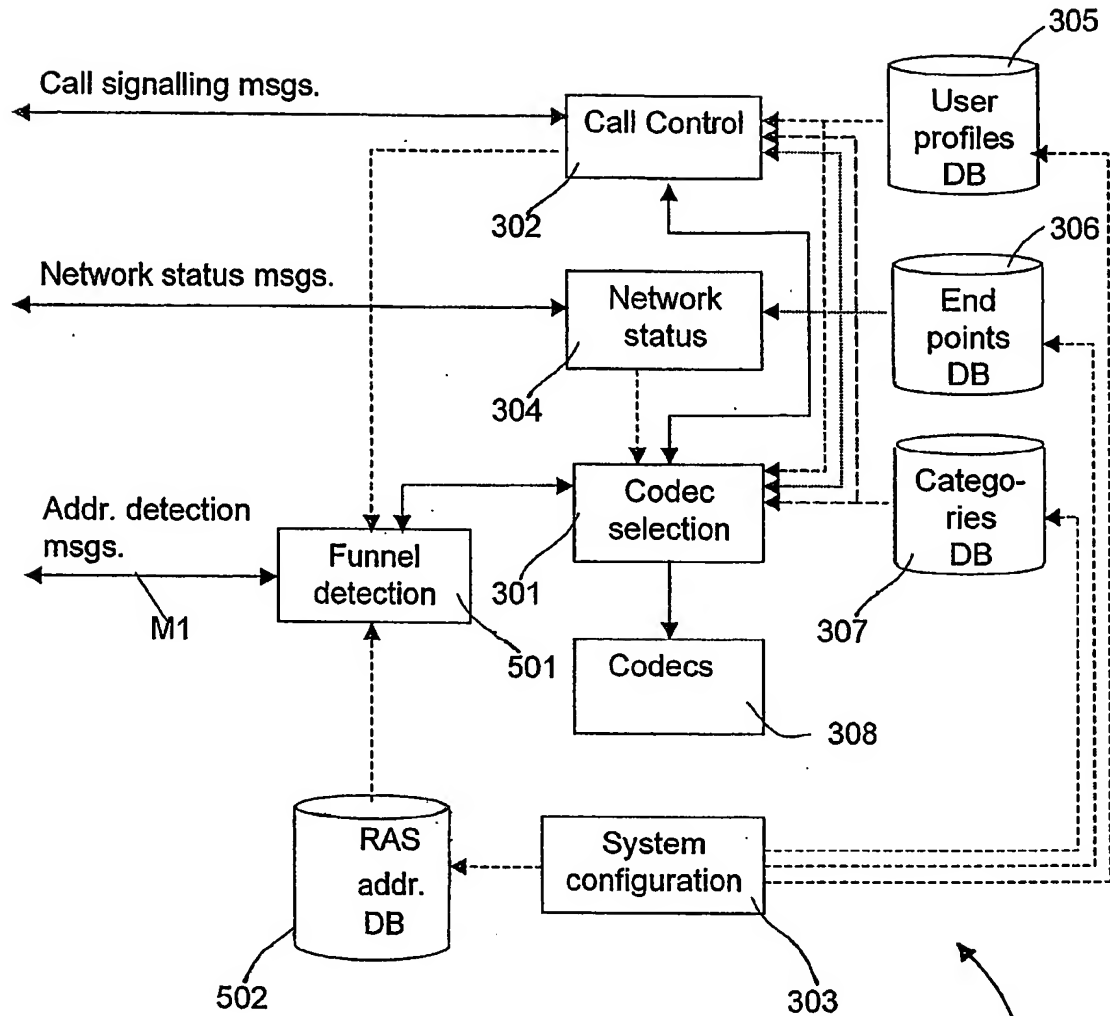 305
Call signalling msgs.
Call Control
User
profiles
DB
302
306
Network status msgs.
Network
status
End
points
DB
304
Addr. detection
msgs.
Codec
selection
Catego-
ries
DB
Funnel
detection
301
M1
307
501
Codecs
308
RAS
addr.
DB
System
configuration
502
303